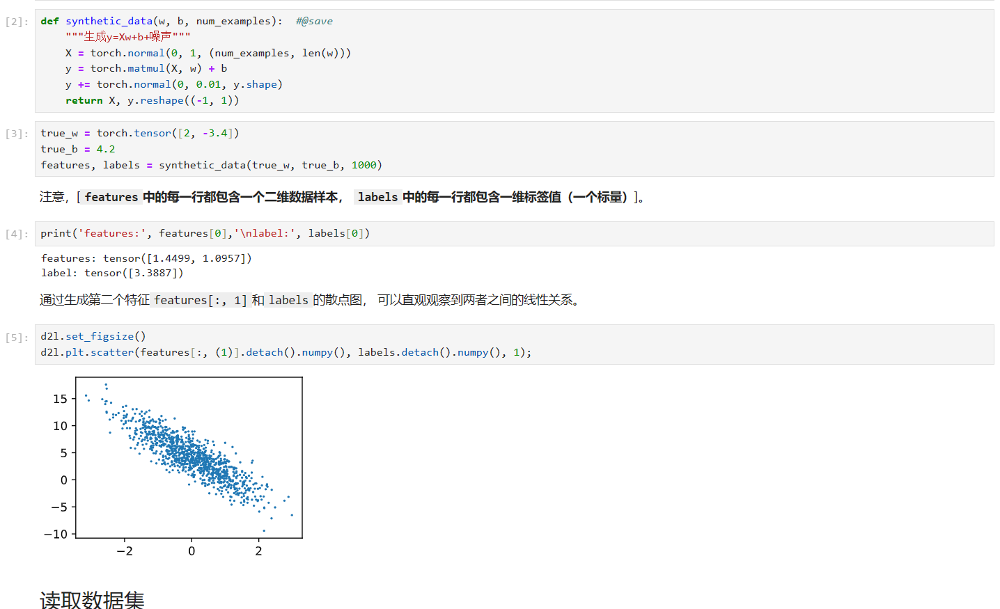 [2]: def synthetic_data(w, b, num_examples):  #@save
    """生成y=Xw+b+噪声"""
    X = torch.normal(0, 1, (num_examples, len(w)))
    y = torch.matmul(X, w) + b
    y += torch.normal(0, 0.01, y.shape)
    return X, y.reshape((-1, 1))
[3]: true_w = torch.tensor([2, -3.4])
true_b = 4.2
features, labels = synthetic_data(true_w, true_b, 1000)
注意，[ features 中的每一行都包含一个二维数据样本， labels 中的每一行都包含一维标签值（一个标量）]。
[4]: print('features:', features[0],'\nlabel:', labels[0])
features: tensor([1.4499, 1.0957])
label: tensor([3.3887])
通过生成第二个特征 features[:, 1] 和 labels 的散点图， 可以直观观察到两者之间的线性关系。
[5]: d2l.set_figsize()
d2l.plt.scatter(features[:, (1)].detach().numpy(), labels.detach().numpy(), 1);
15
10
5
0
−5
−10
−2 0 2
读取数据集